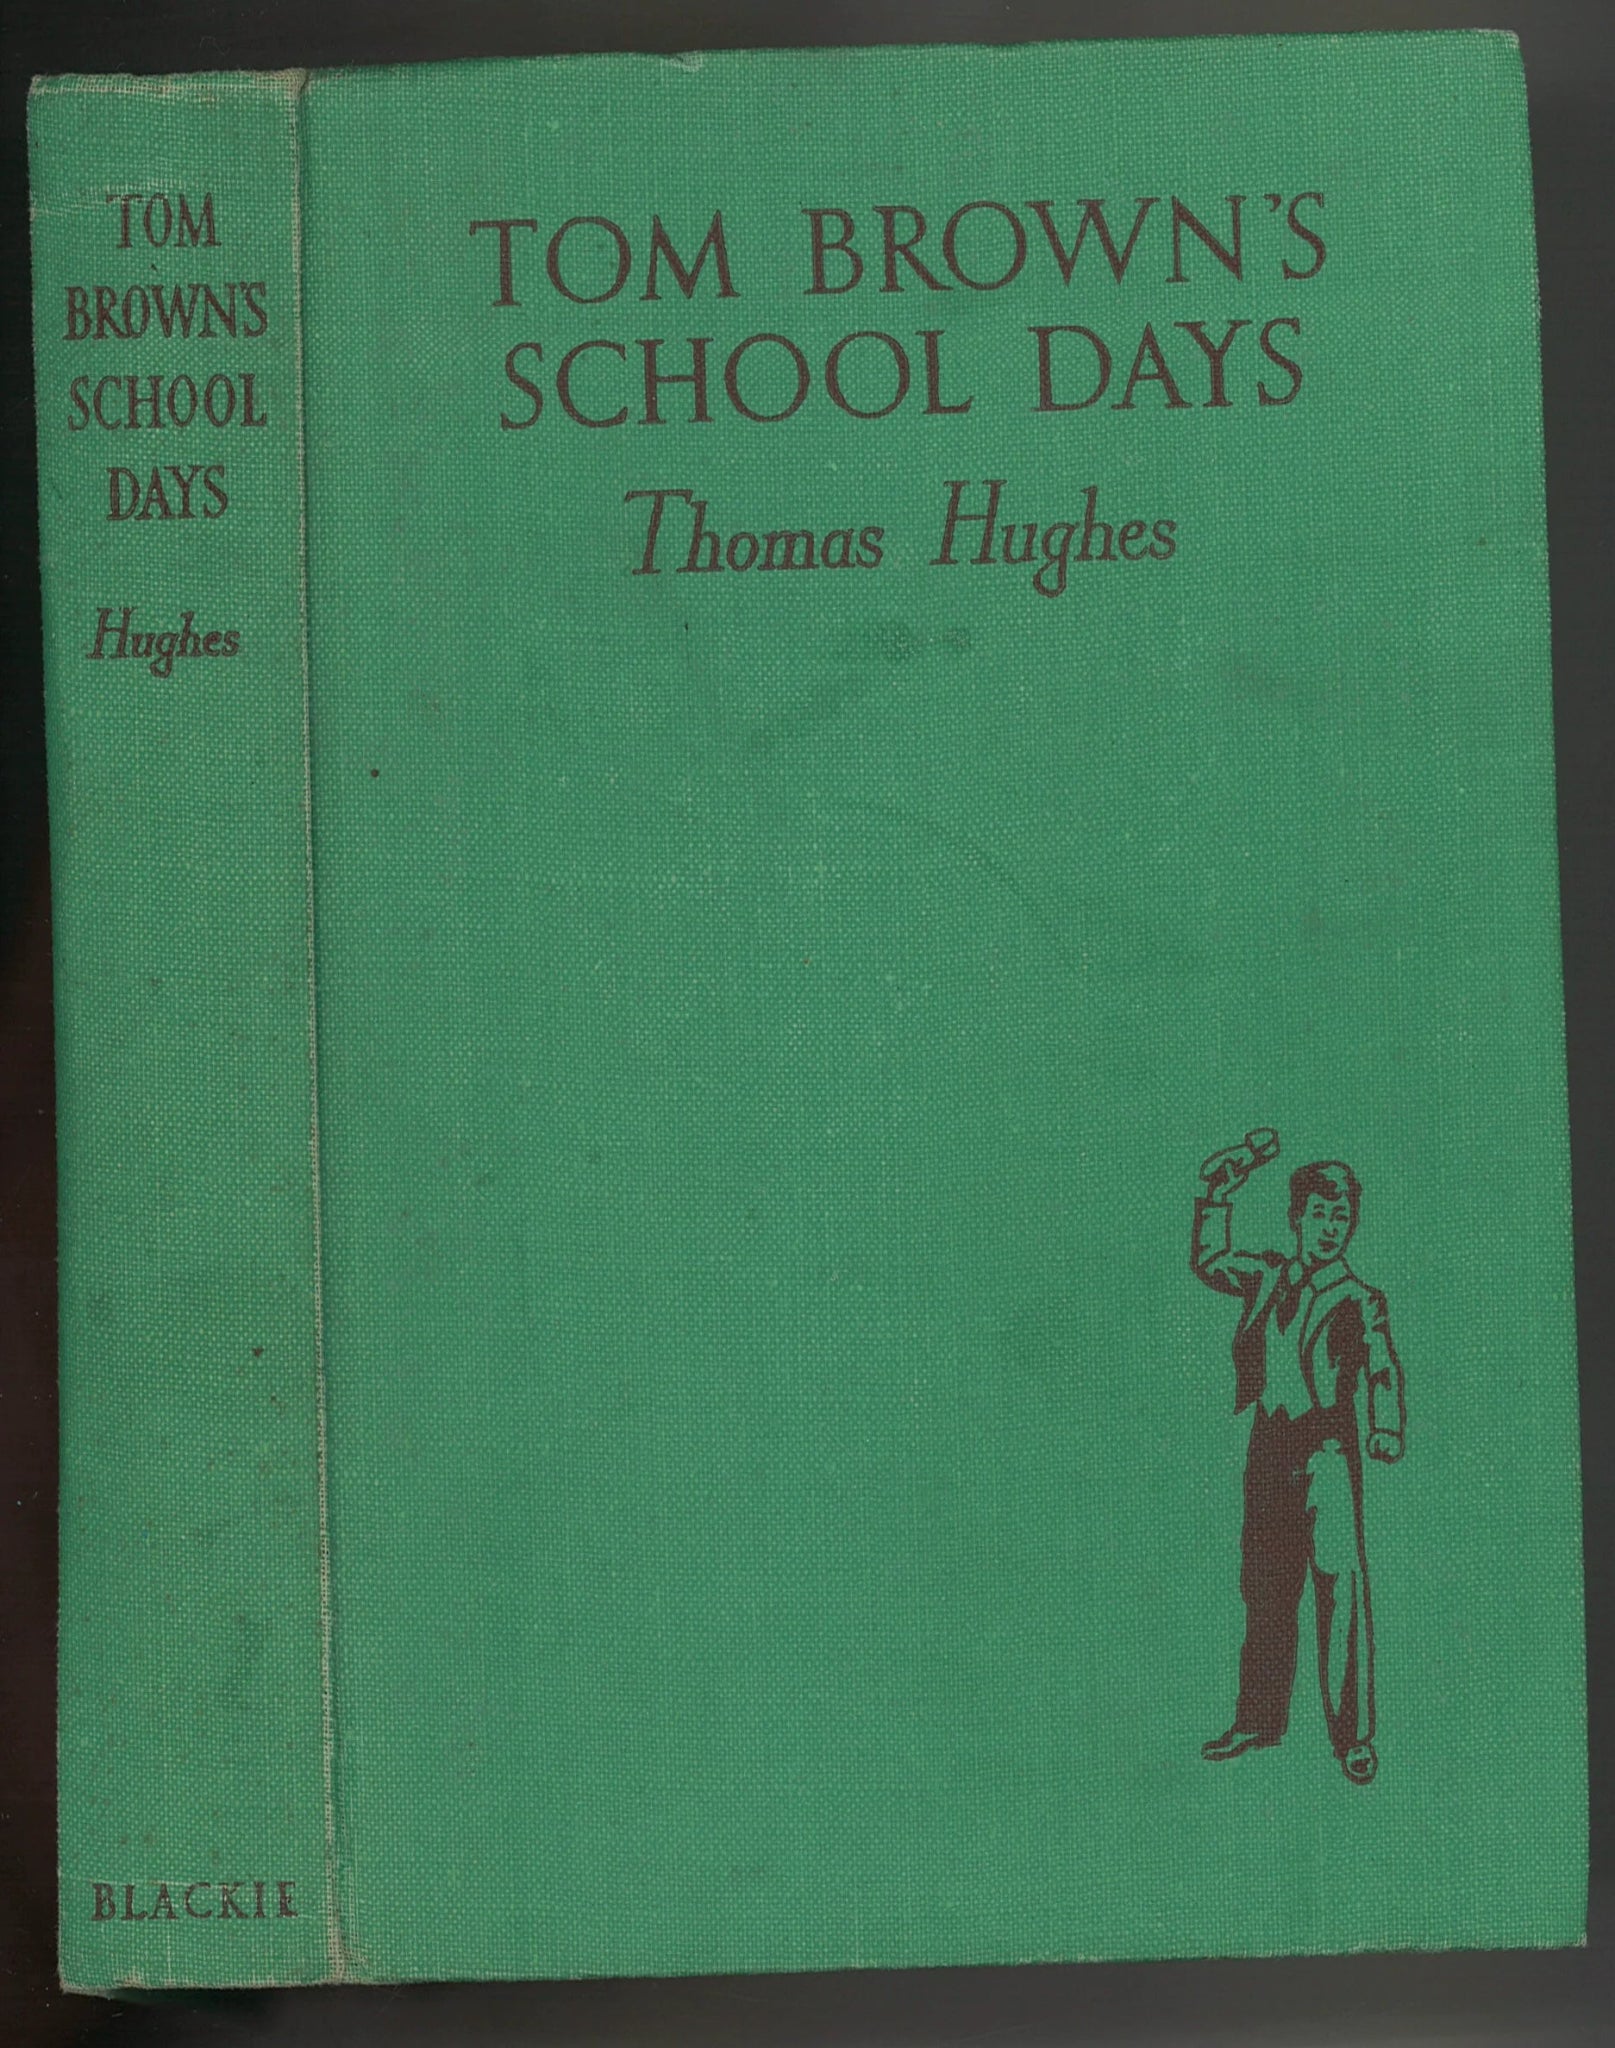 TOM
BROWN'S
SCHOOL
DAYS
Hughes
BLACKIE
TOM BROWN'S
SCHOOL DAYS
Thomas Hughes